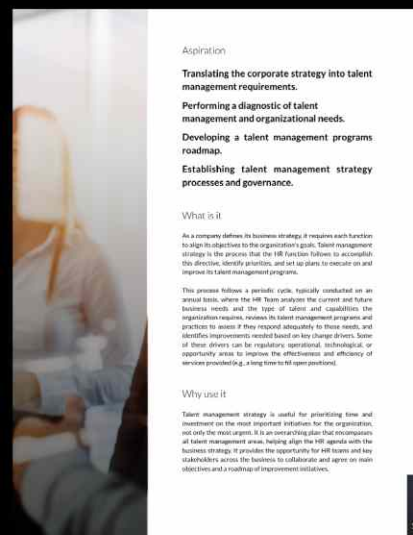 Aspiration
Translating the corporate strategy into talent
management requirements.
Performing a diagnostic of talent
management and organizational needs.
Developing a talent management programs
roadmap.
Establishing talent management strategy
processes and governance.
What is it
As a company defines its business strategy, it requires each function
to align its objectives to the organization's goals. Talent management
strategy is the process that the HR function follows to accomplish
this directive, identify priorities, and set up plans to execute on and
improve its talent management programs.
This process follows a periodic cycle, typically conducted on an
annual basis, where the HR Team analyzes the current and future
business needs and the type of talent and capabilities the
organization requires, reviews its talent management programs and
practices to assess if they respond adequately to those needs, and
identifies improvements needed based on key change drivers. Some
of these drivers can be regulatory, operational, technological, or
opportunity areas to improve the effectiveness and efficiency of
services provided (e.g., a long time to fill open positions).
Why use it
Talent management strategy is useful for prioritizing time and
investment on the most important initiatives for the organization,
not only the most urgent. It is an overarching plan that encompasses
all talent management areas, helping align the HR agenda with the
business strategy. It provides the opportunity for HR teams and key
stakeholders across the business to collaborate and agree on main
objectives and a roadmap of improvement initiatives.